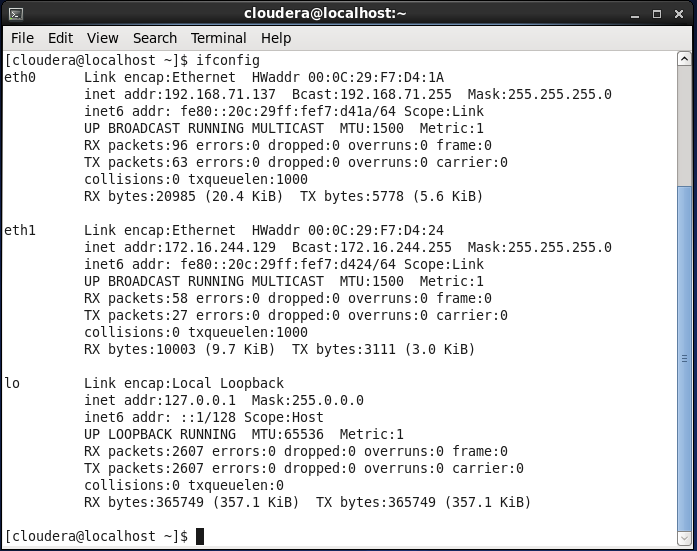 cloudera@localhost:~
File Edit View Search Terminal Help
[cloudera@localhost ~]$ ifconfig
eth0      Link encap:Ethernet  HWaddr 00:0C:29:F7:D4:1A
          inet addr:192.168.71.137  Bcast:192.168.71.255  Mask:255.255.255.0
          inet6 addr: fe80::20c:29ff:fef7:d41a/64 Scope:Link
          UP BROADCAST RUNNING MULTICAST  MTU:1500  Metric:1
          RX packets:96 errors:0 dropped:0 overruns:0 frame:0
          TX packets:63 errors:0 dropped:0 overruns:0 carrier:0
          collisions:0 txqueuelen:1000
          RX bytes:20985 (20.4 KiB)  TX bytes:5778 (5.6 KiB)

eth1      Link encap:Ethernet  HWaddr 00:0C:29:F7:D4:24
          inet addr:172.16.244.129  Bcast:172.16.244.255  Mask:255.255.255.0
          inet6 addr: fe80::20c:29ff:fef7:d424/64 Scope:Link
          UP BROADCAST RUNNING MULTICAST  MTU:1500  Metric:1
          RX packets:58 errors:0 dropped:0 overruns:0 frame:0
          TX packets:27 errors:0 dropped:0 overruns:0 carrier:0
          collisions:0 txqueuelen:1000
          RX bytes:10003 (9.7 KiB)  TX bytes:3111 (3.0 KiB)

lo        Link encap:Local Loopback
          inet addr:127.0.0.1  Mask:255.0.0.0
          inet6 addr: ::1/128 Scope:Host
          UP LOOPBACK RUNNING  MTU:65536  Metric:1
          RX packets:2607 errors:0 dropped:0 overruns:0 frame:0
          TX packets:2607 errors:0 dropped:0 overruns:0 carrier:0
          collisions:0 txqueuelen:0
          RX bytes:365749 (357.1 KiB)  TX bytes:365749 (357.1 KiB)

[cloudera@localhost ~]$